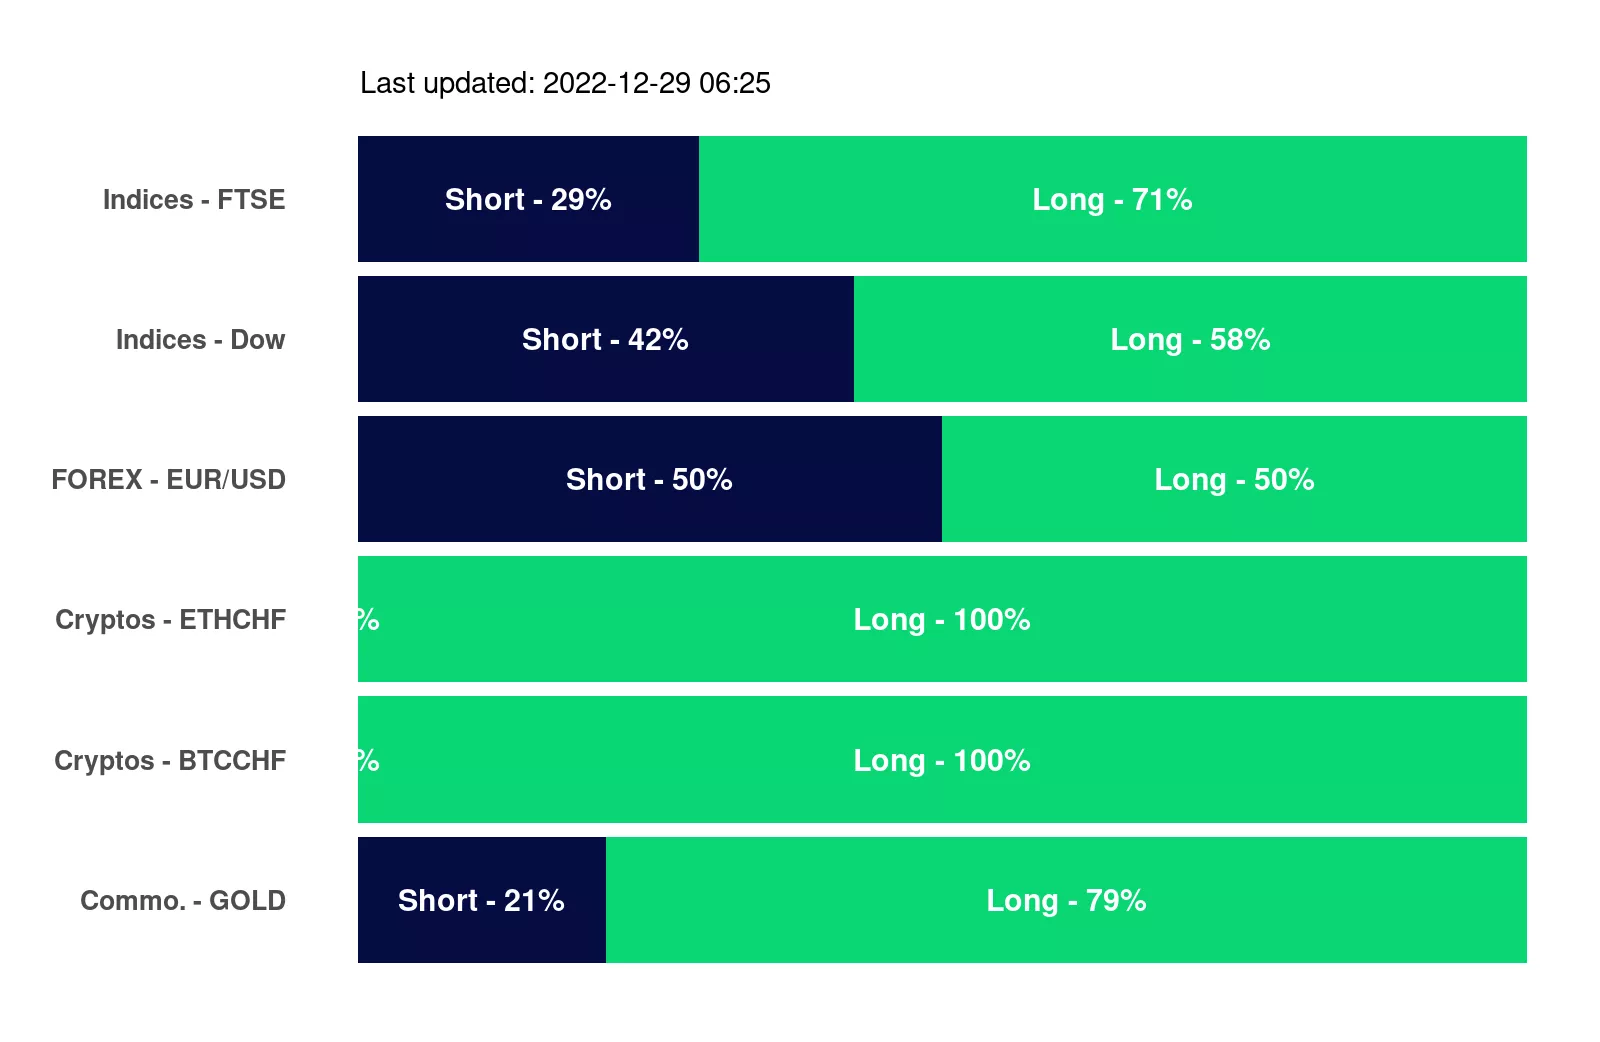 Last updated: 2022-12-29 06:25
Indices - FTSE Short - 29% Long - 71%
Indices - Dow Short - 42% Long - 58%
FOREX - EUR/USD Short - 50% Long - 50%
Cryptos - ETHCHF % Long - 100%
Cryptos - BTCCHF % Long - 100%
Commo. - GOLD Short - 21% Long - 79%